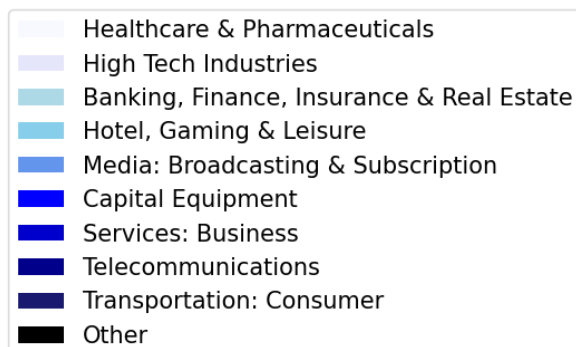 Healthcare & Pharmaceuticals
High Tech Industries
Banking, Finance, Insurance & Real Estate
Hotel, Gaming & Leisure
Media: Broadcasting & Subscription
Capital Equipment
Services: Business
Telecommunications
Transportation: Consumer
Other